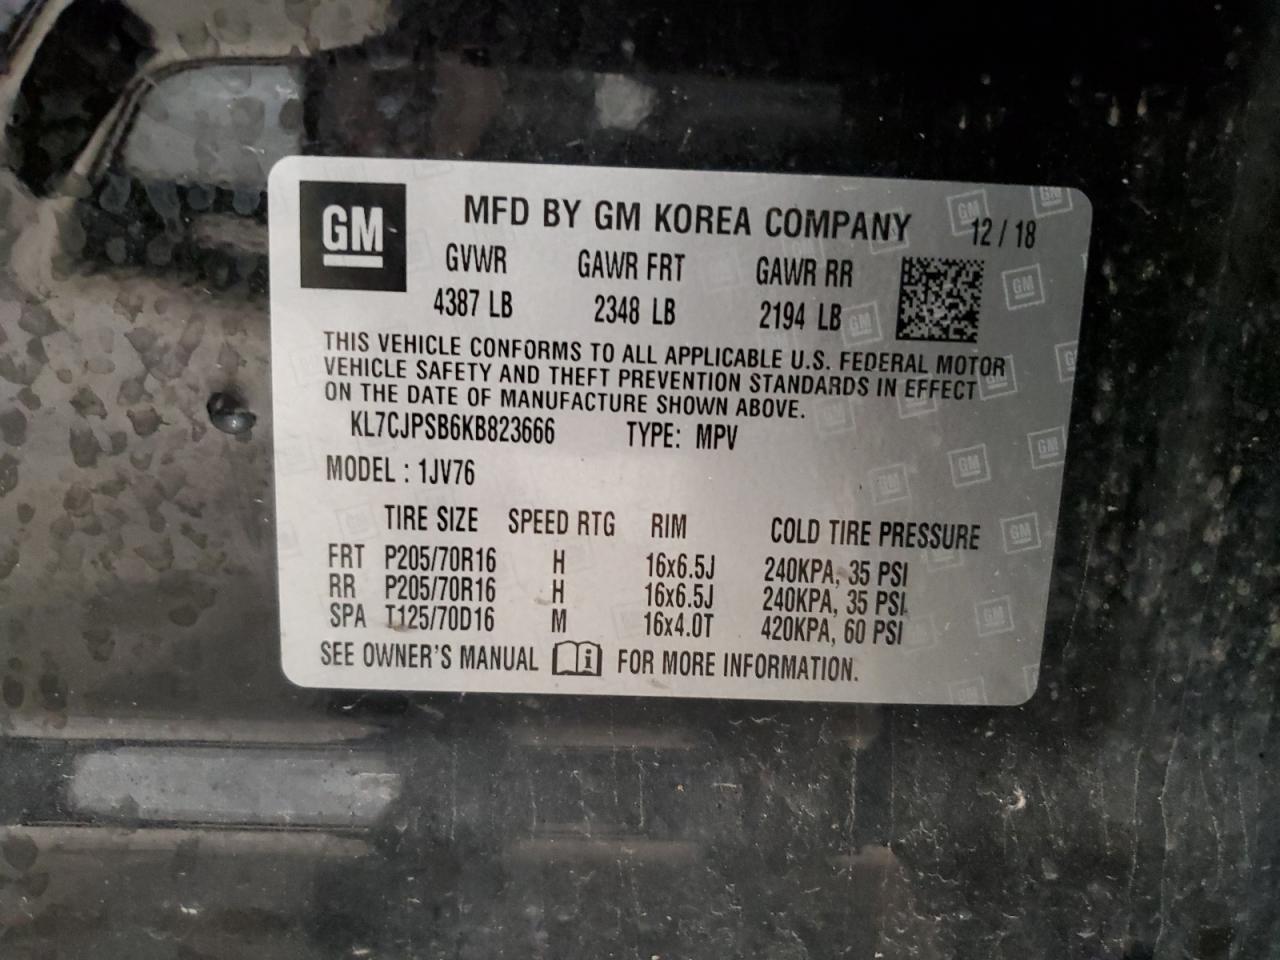 GM
MFD BY GM KOREA COMPANY 12 / 18
GVWR GAWR FRT GAWR RR
4387 LB 2348 LB 2194 LB
THIS VEHICLE CONFORMS TO ALL APPLICABLE U.S. FEDERAL MOTOR
VEHICLE SAFETY AND THEFT PREVENTION STANDARDS IN EFFECT
ON THE DATE OF MANUFACTURE SHOWN ABOVE.
KL7CJPSB6KB823666 TYPE: MPV
MODEL : 1JV76
TIRE SIZE SPEED RTG RIM COLD TIRE PRESSURE
FRT P205/70R16 H 16x6.5J 240KPA, 35 PSI
RR P205/70R16 H 16x6.5J 240KPA, 35 PSI
SPA T125/70D16 M 16x4.0T 420KPA, 60 PSI
SEE OWNER'S MANUAL i FOR MORE INFORMATION.